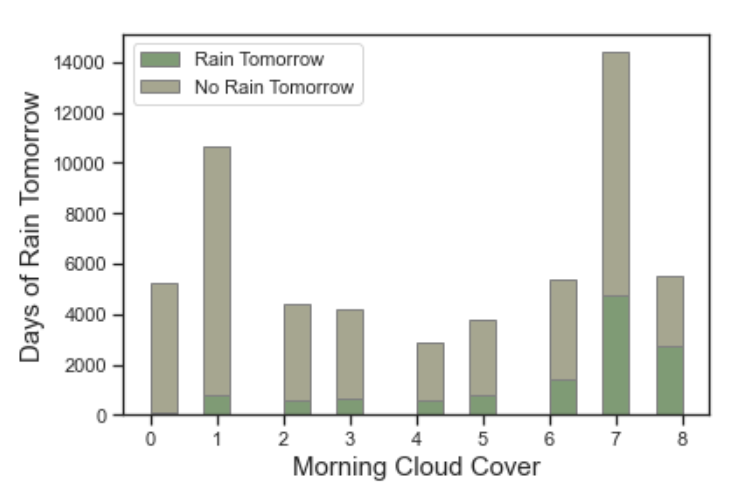 Rain Tomorrow
No Rain Tomorrow
Days of Rain Tomorrow
14000
12000
10000
8000
6000
4000
2000
0
0 1 2 3 4 5 6 7 8
Morning Cloud Cover